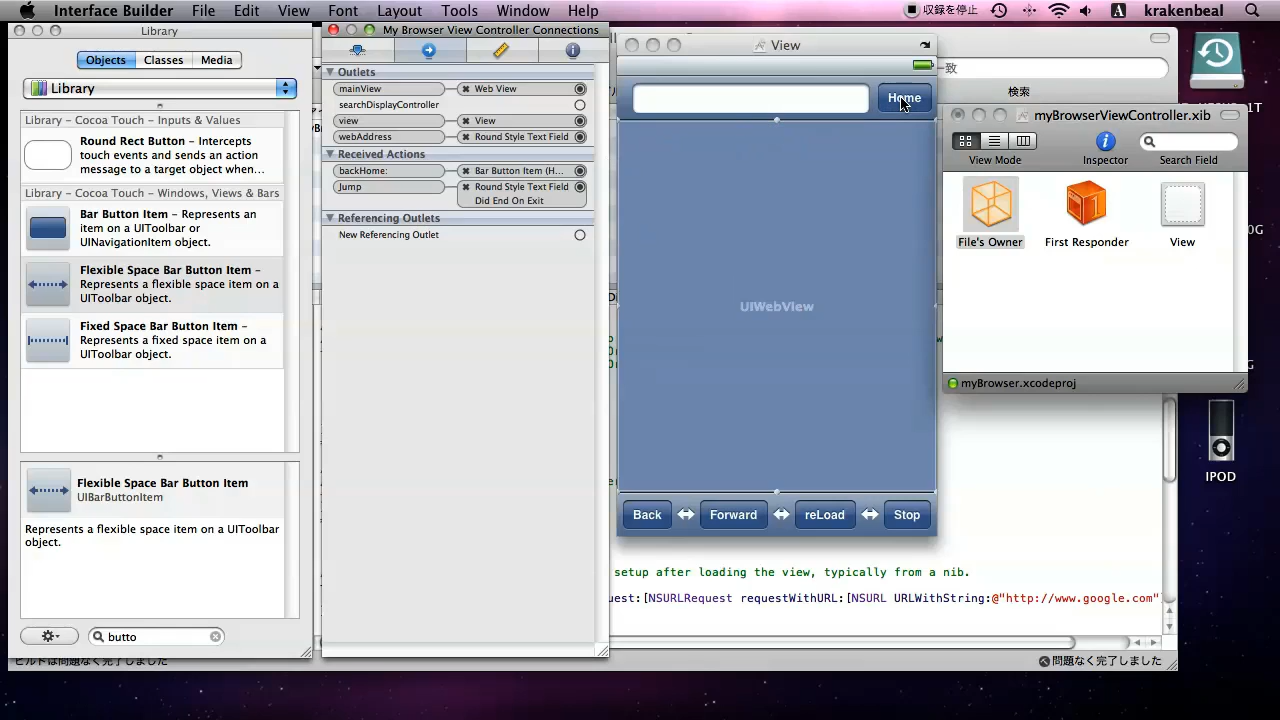 Interface Builder File Edit View Font Layout Tools Window Help 収録を停止 A krakenbeal
Library
Objects Classes Media
Library
Library – Cocoa Touch – Inputs & Values
Round Rect Button – Intercepts
touch events and sends an action
message to a target object when...
Library – Cocoa Touch – Windows, Views & Bars
Bar Button Item – Represents an
item on a UIToolbar or
UINavigationItem object.
Flexible Space Bar Button Item –
Represents a flexible space item on a
UIToolbar object.
Fixed Space Bar Button Item –
Represents a fixed space item on a
UIToolbar object.
Flexible Space Bar Button Item
UIBarButtonItem
Represents a flexible space item on a UIToolbar
object.
butto
My Browser View Controller Connections
Outlets
mainView Web View
searchDisplayController
view View
webAddress Round Style Text Field
Received Actions
backHome: Bar Button Item (H...
Jump Round Style Text Field
Did End On Exit
Referencing Outlets
New Referencing Outlet
View
Home
UIWebView
Back Forward reLoad Stop
一致
検索
myBrowserViewController.xib
View Mode Inspector Search Field
File's Owner First Responder View
myBrowser.xcodeproj
IPOD
setup after loading the view, typically from a nib.
uest:[NSURLRequest requestWithURL:[NSURL URLWithString:@"http://www.google.com"
ビルドは問題なく完了しました
問題なく完了しました